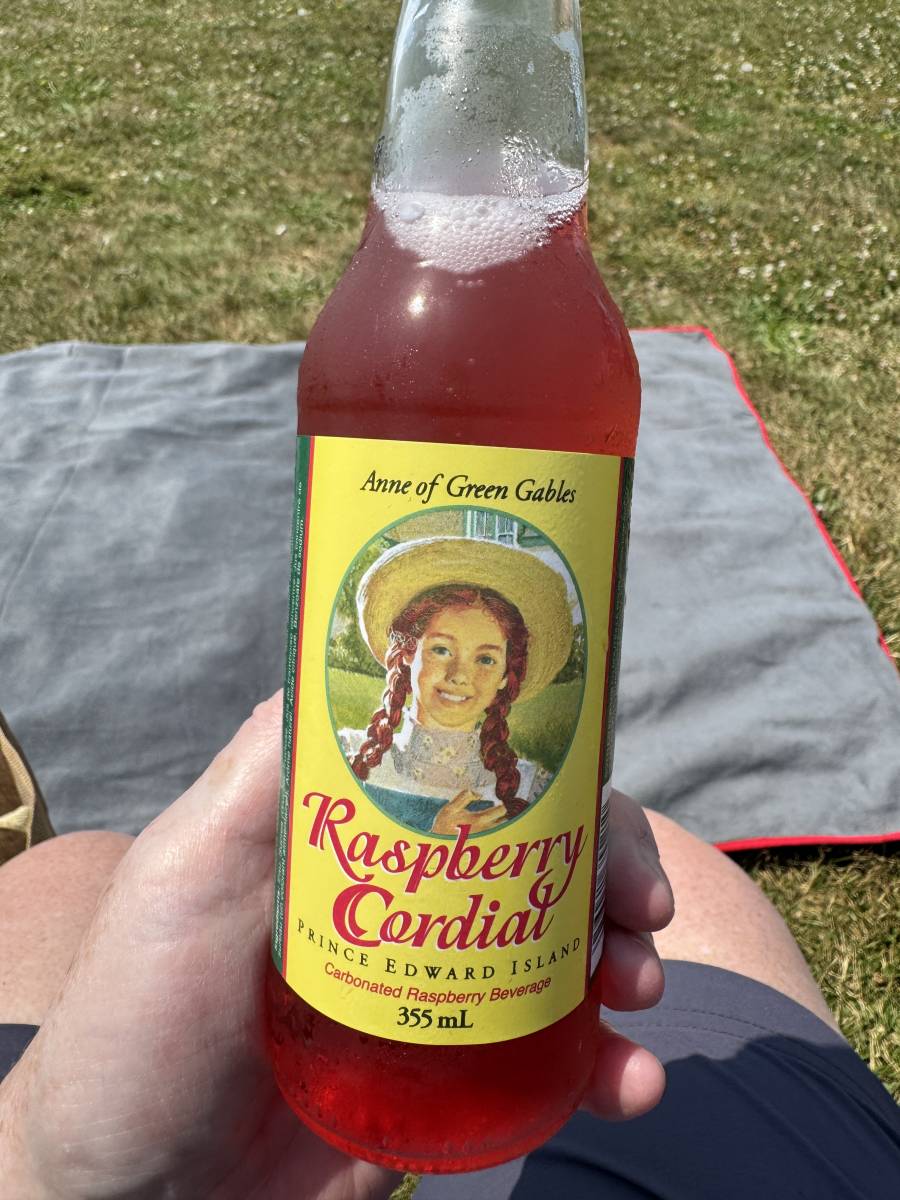 Anne of Green Gables
Raspberry
Cordial
PRINCE EDWARD ISLAND
Carbonated Raspberry Beverage
355 mL